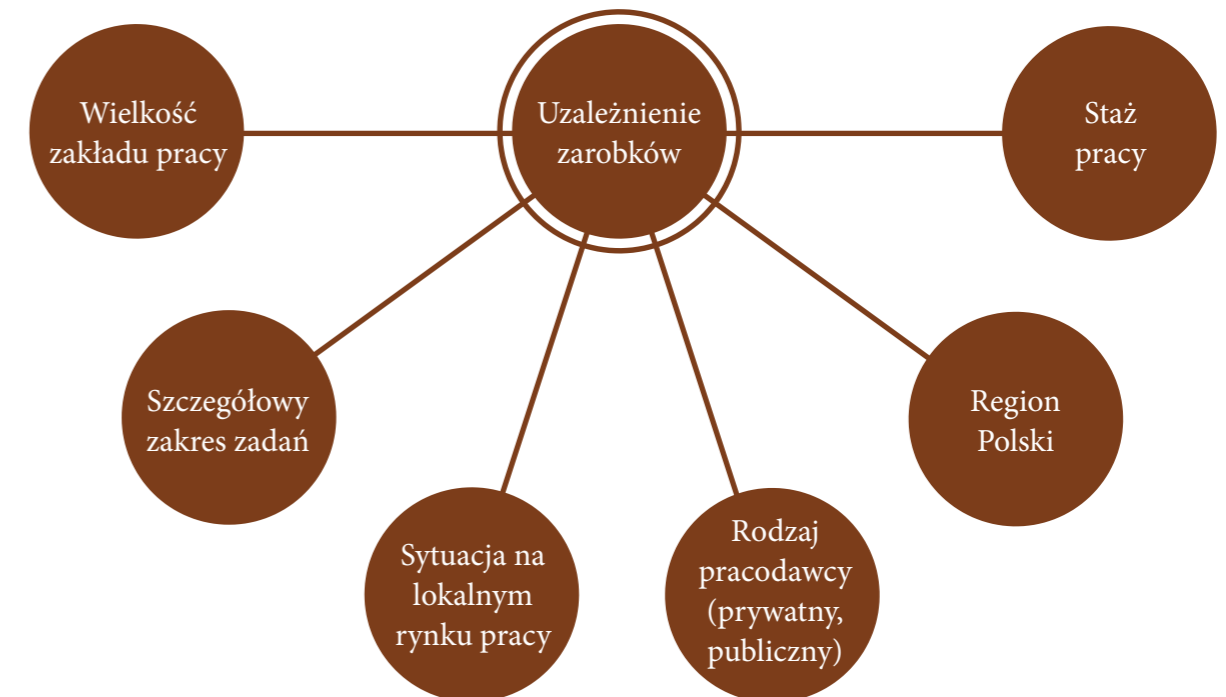 Wielkość
zakładu pracy
Uzależnienie
zarobków
Staż
pracy
Szczegółowy
zakres zadań
Region
Polski
Sytuacja na
lokalnym
rynku pracy
Rodzaj
pracodawcy
(prywatny,
publiczny)